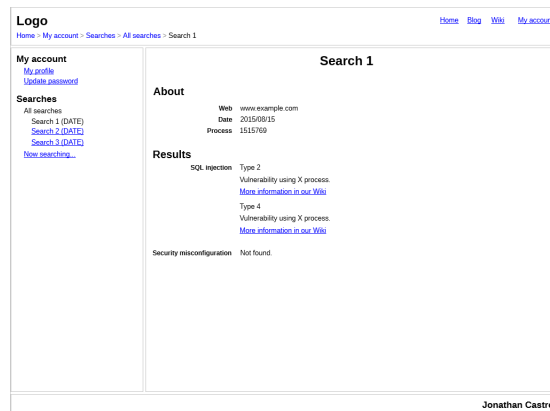 Logo
Home Blog Wiki My accoun
Home > My account > Searches > All searches > Search 1
My account
My profile
Update password
Searches
All searches
Search 1 (DATE)
Search 2 (DATE)
Search 3 (DATE)
Now searching...
Search 1
About
Web www.example.com
Date 2015/08/15
Process 1515769
Results
SQL injection Type 2
Vulnerability using X process.
More information in our Wiki
Type 4
Vulnerability using X process.
More information in our Wiki
Security misconfiguration Not found.
Jonathan Castro